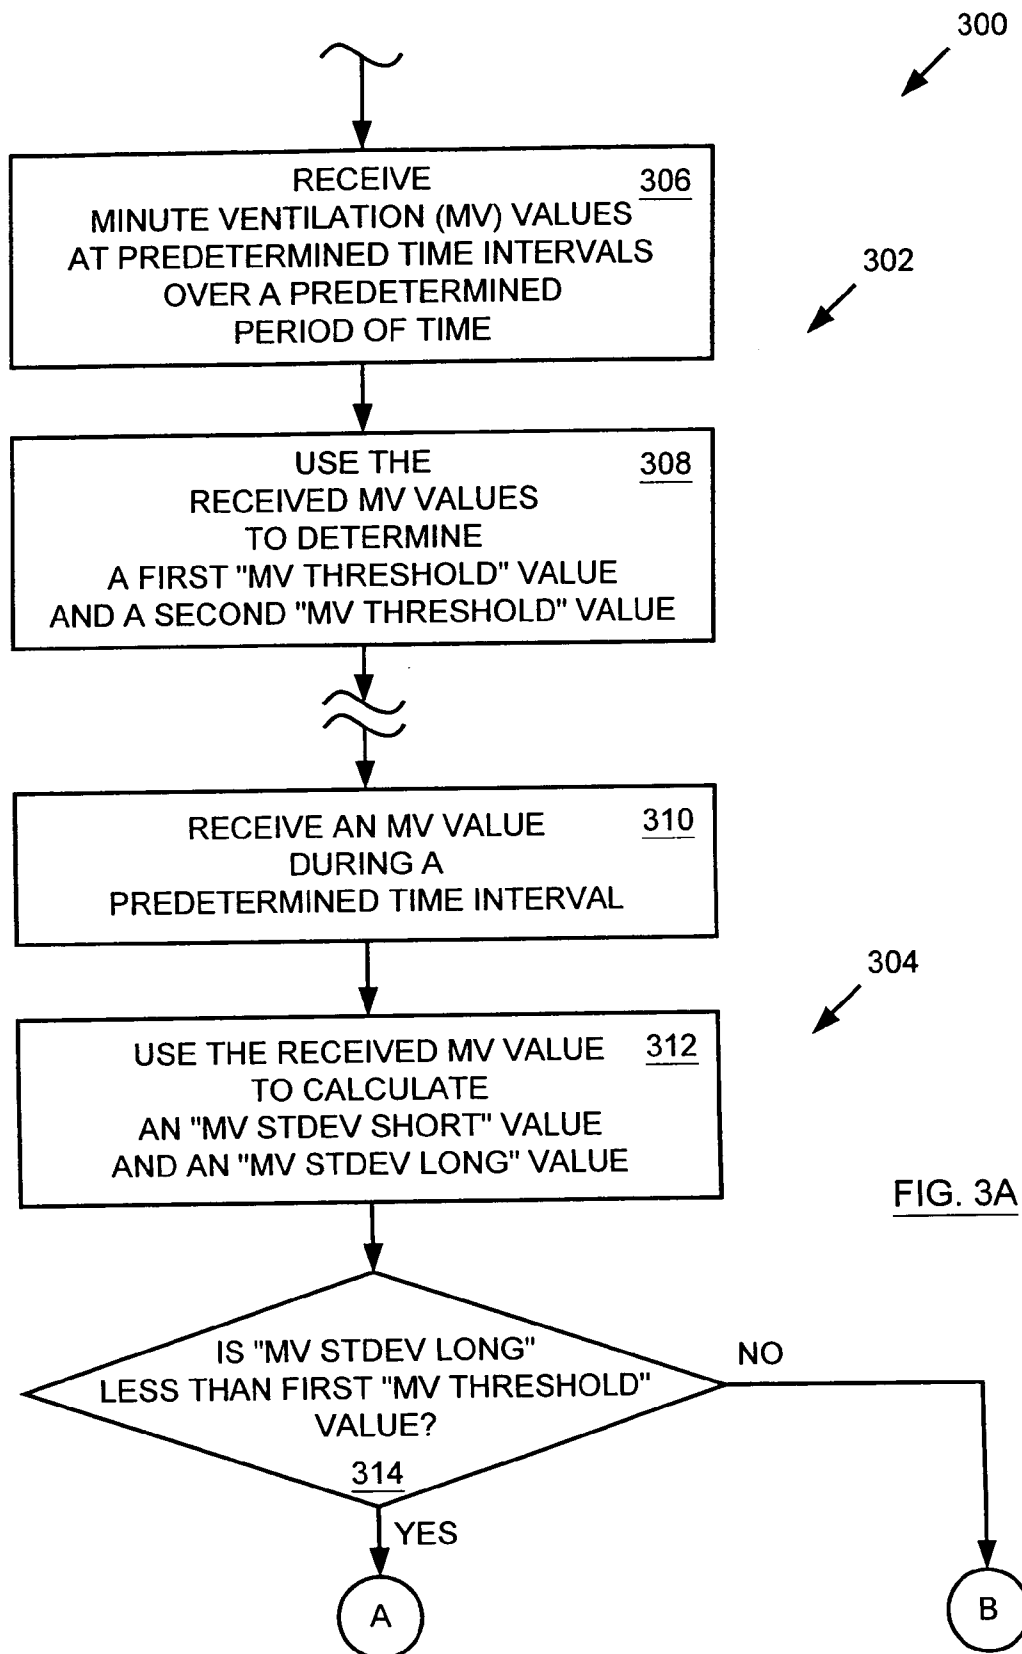 300
RECEIVE
306
MINUTE VENTILATION (MV) VALUES
AT PREDETERMINED TIME INTERVALS
OVER A PREDETERMINED
PERIOD OF TIME
302
USE THE
308
RECEIVED MV VALUES
TO DETERMINE
A FIRST "MV THRESHOLD" VALUE
AND A SECOND "MV THRESHOLD" VALUE
RECEIVE AN MV VALUE
310
DURING A
PREDETERMINED TIME INTERVAL
304
USE THE RECEIVED MV VALUE
312
TO CALCULATE
AN "MV STDEV SHORT" VALUE
AND AN "MV STDEV LONG" VALUE
FIG. 3A
IS "MV STDEV LONG"
LESS THAN FIRST "MV THRESHOLD"
VALUE?
314
NO
YES
A
B